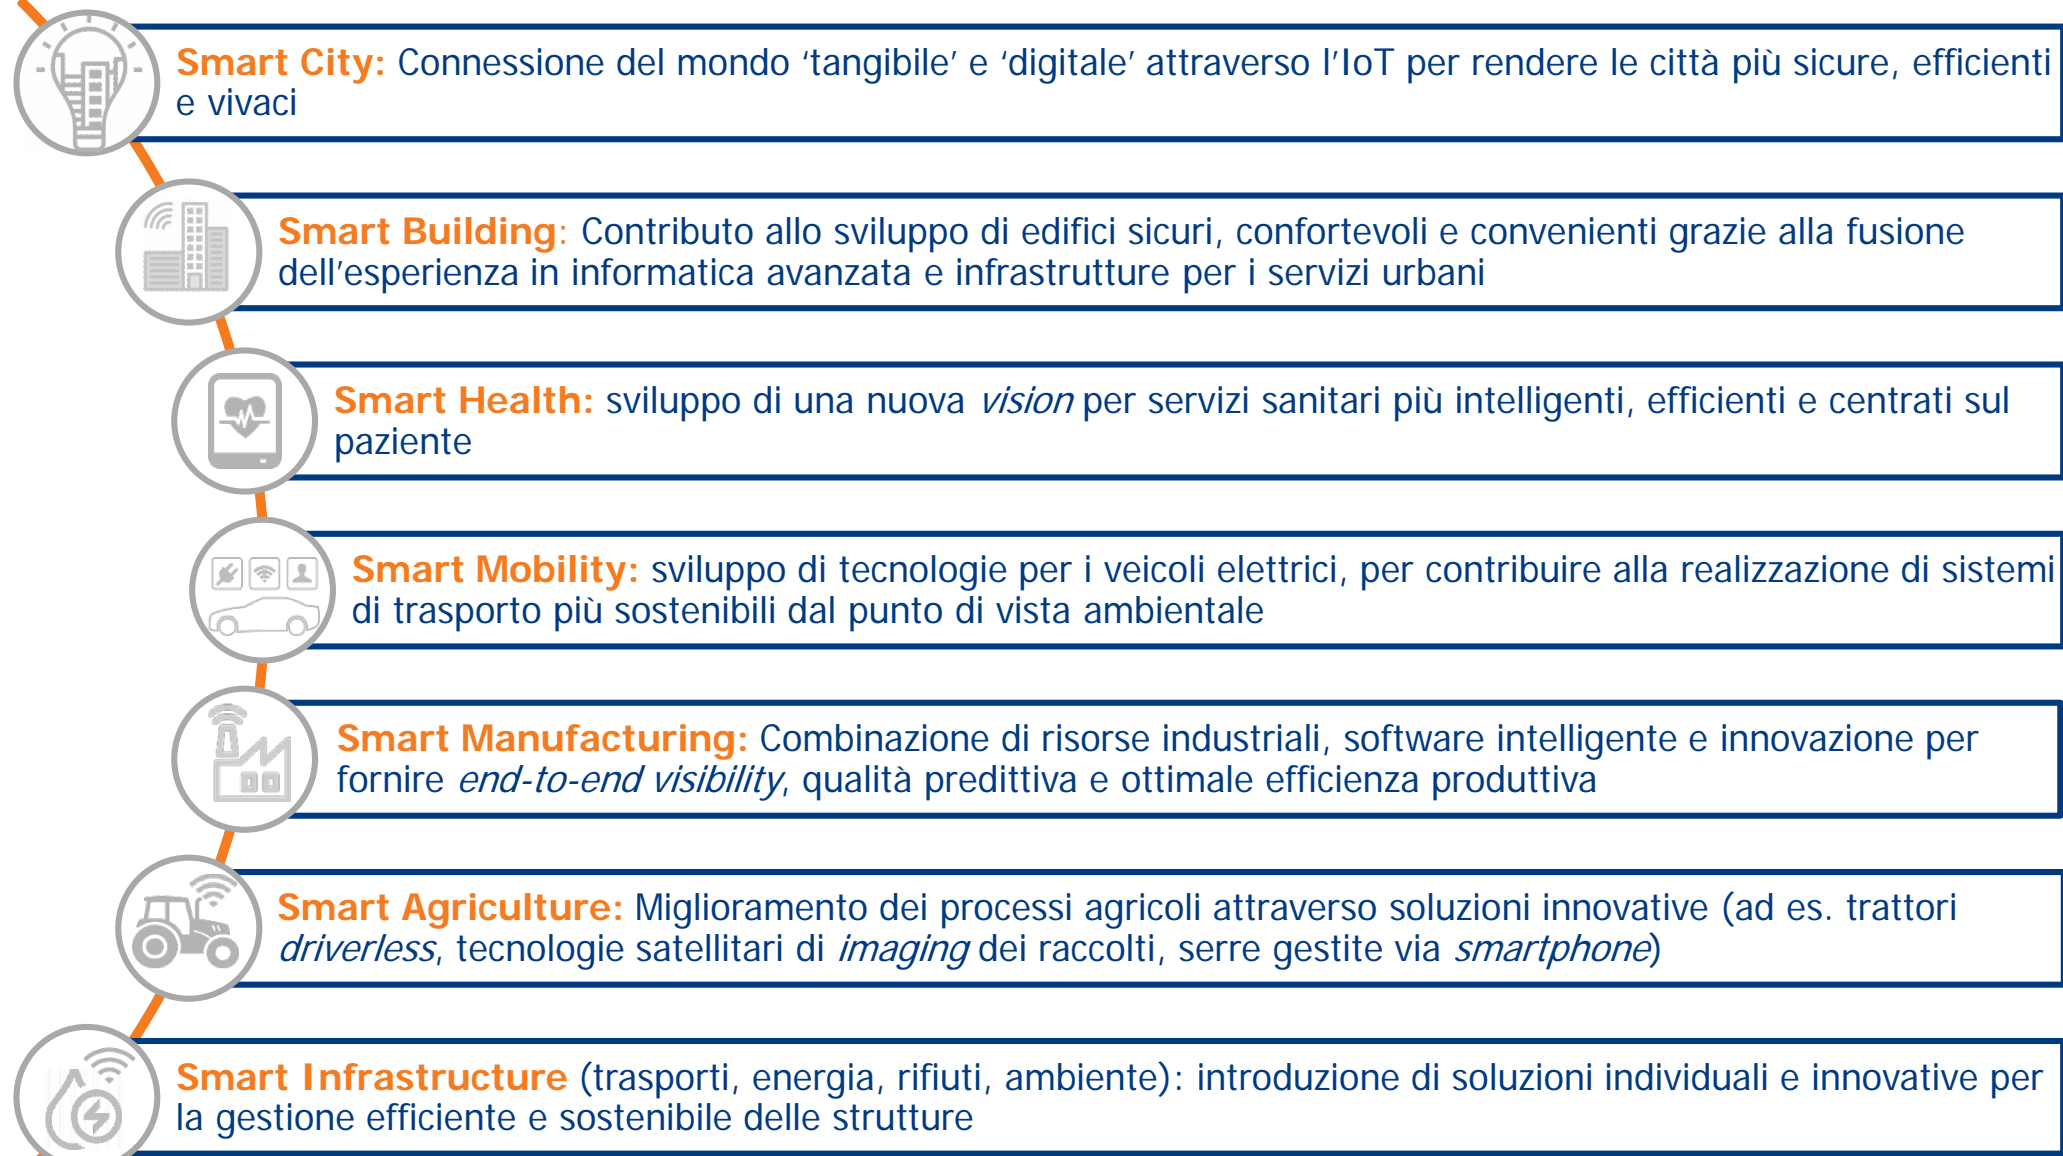 Smart City: Connessione del mondo ‘tangibile’ e ‘digitale’ attraverso l’IoT per rendere le città più sicure, efficienti
e vivaci
Smart Building: Contributo allo sviluppo di edifici sicuri, confortevoli e convenienti grazie alla fusione
dell’esperienza in informatica avanzata e infrastrutture per i servizi urbani
Smart Health: sviluppo di una nuova vision per servizi sanitari più intelligenti, efficienti e centrati sul
paziente
Smart Mobility: sviluppo di tecnologie per i veicoli elettrici, per contribuire alla realizzazione di sistemi
di trasporto più sostenibili dal punto di vista ambientale
Smart Manufacturing: Combinazione di risorse industriali, software intelligente e innovazione per
fornire end-to-end visibility, qualità predittiva e ottimale efficienza produttiva
Smart Agriculture: Miglioramento dei processi agricoli attraverso soluzioni innovative (ad es. trattori
driverless, tecnologie satellitari di imaging dei raccolti, serre gestite via smartphone)
Smart Infrastructure (trasporti, energia, rifiuti, ambiente): introduzione di soluzioni individuali e innovative per
la gestione efficiente e sostenibile delle strutture